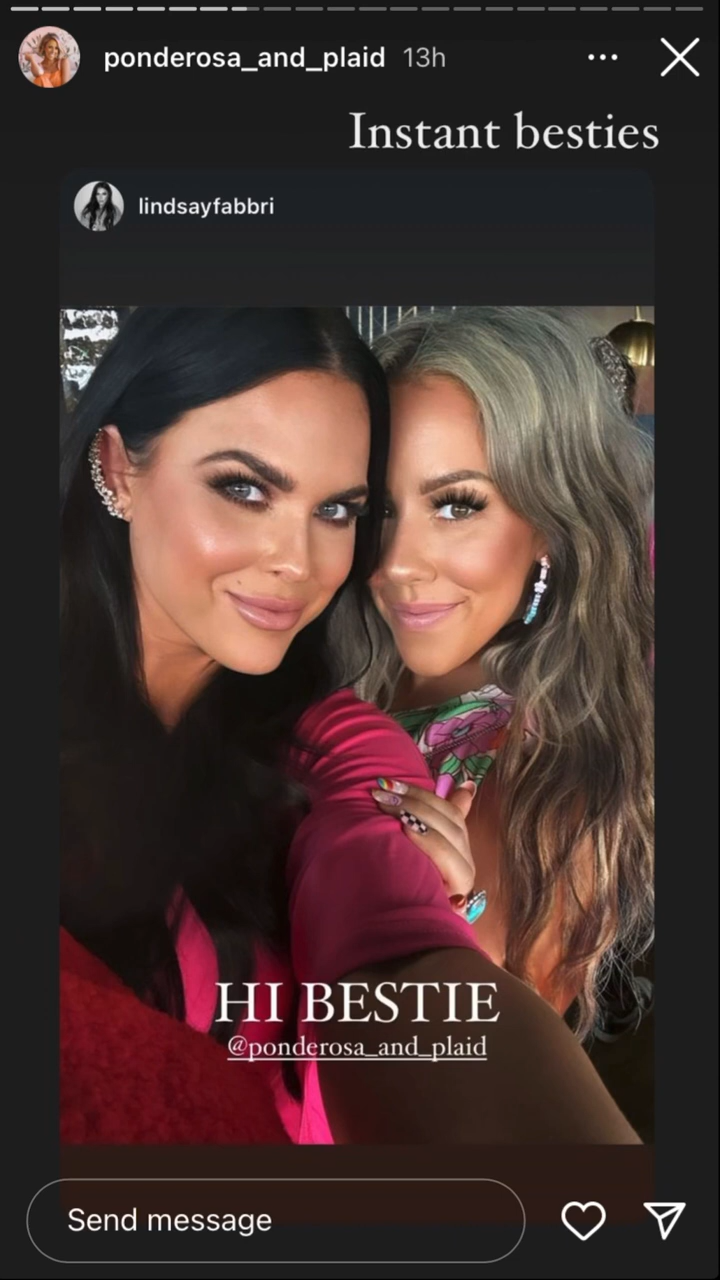 ponderosa_and_plaid 13h
Instant besties
lindsayfabbri
HI BESTIE
@ponderosa_and_plaid
Send message